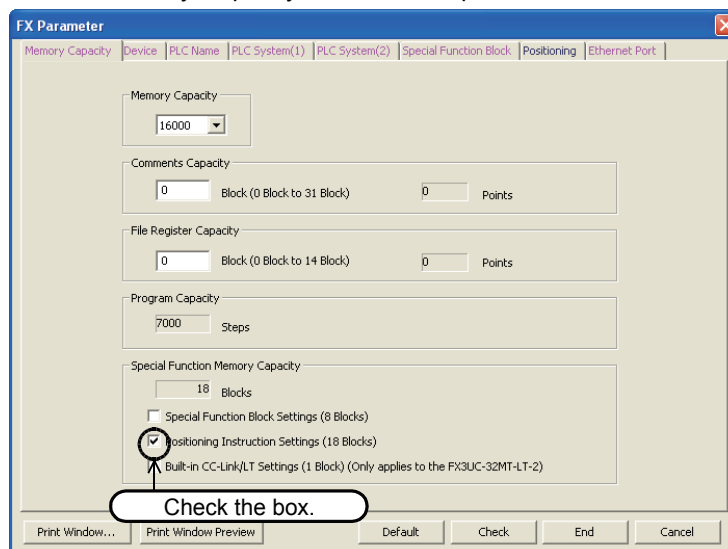 FX Parameter
Memory Capacity Device PLC Name PLC System(1) PLC System(2) Special Function Block Positioning Ethernet Port
Memory Capacity
16000
Comments Capacity
0 Block (0 Block to 31 Block) 0 Points
File Register Capacity
0 Block (0 Block to 14 Block) 0 Points
Program Capacity
7000 Steps
Special Function Memory Capacity
18 Blocks
Special Function Block Settings (8 Blocks)
Positioning Instruction Settings (18 Blocks)
Built-in CC-Link/LT Settings (1 Block) (Only applies to the FX3UC-32MT-LT-2)
Check the box.
Print Window... Print Window Preview Default Check End Cancel